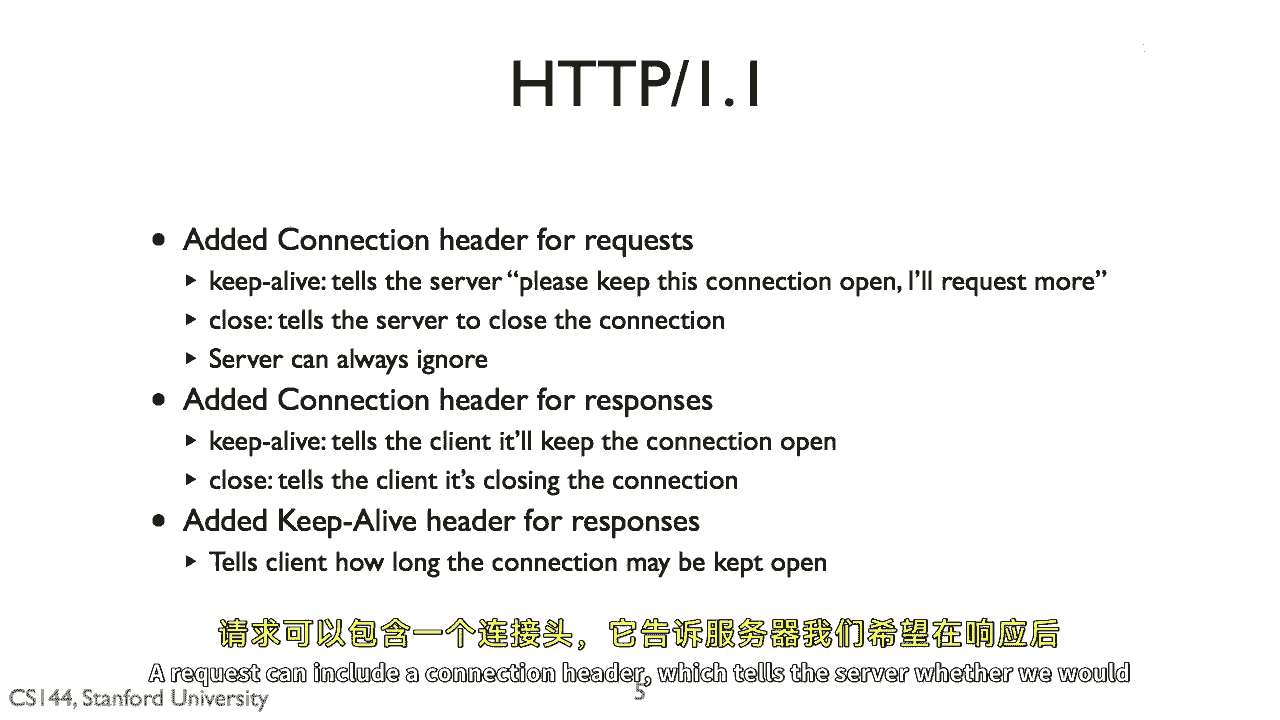 HTTP/1.1
• Added Connection header for requests
▸ keep-alive: tells the server “please keep this connection open, I’ll request more”
▸ close: tells the server to close the connection
▸ Server can always ignore
• Added Connection header for responses
▸ keep-alive: tells the client it’ll keep the connection open
▸ close: tells the client it’s closing the connection
• Added Keep-Alive header for responses
▸ Tells client how long the connection may be kept open
请求可以包含一个连接头，它告诉服务器我们希望在响应后
A request can include a connection header, which tells the server whether we would
CS144, Stanford University
5